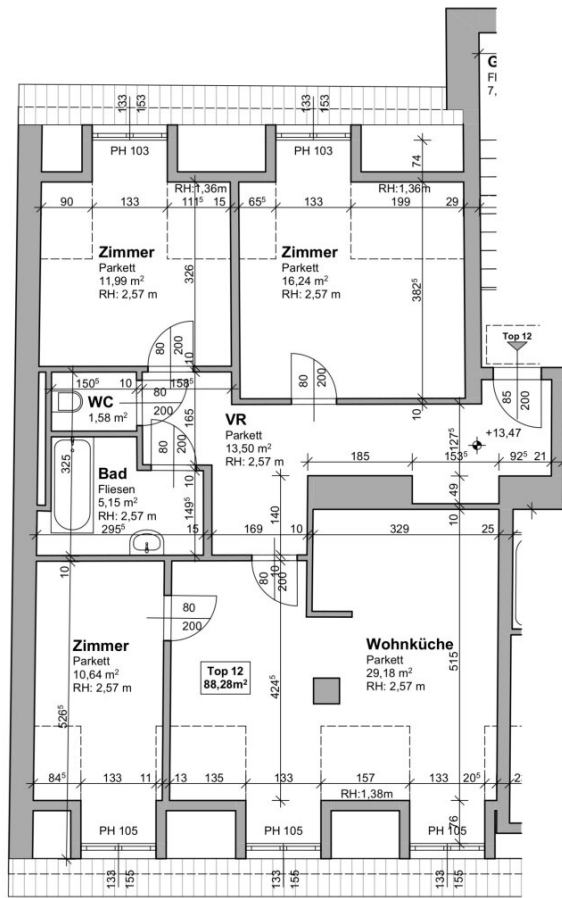 133
153
133
153
G
Fl
7,
PH 103
PH 103
74
RH:1,36m
RH:1,36m
90
133
111⁵
15
65⁵
133
199
29
Zimmer
Parkett
11,99 m²
RH: 2,57 m
326
Zimmer
Parkett
16,24 m²
RH: 2,57 m
382⁵
80
200
10
80
200
Top 12
85
200
150⁵
10
158⁵
WC
1,58 m²
80
200
165
VR
Parkett
13,50 m²
RH: 2,57 m
10
127⁵
+13,47
185
153⁵
92⁵
21
325
Bad
Fliesen
5,15 m²
RH: 2,57 m
10
149⁵
140
49
10
295⁵
15
169
10
329
25
10
80
200
10
80
200
Zimmer
Parkett
10,64 m²
RH: 2,57 m
Top 12
88,28m²
Wohnküche
Parkett
29,18 m²
RH: 2,57 m
515
526⁵
424⁵
84⁵
133
11
13
135
133
157
133
20⁵
2
RH:1,38m
76
PH 105
PH 105
PH 105
133
155
133
155
133
155